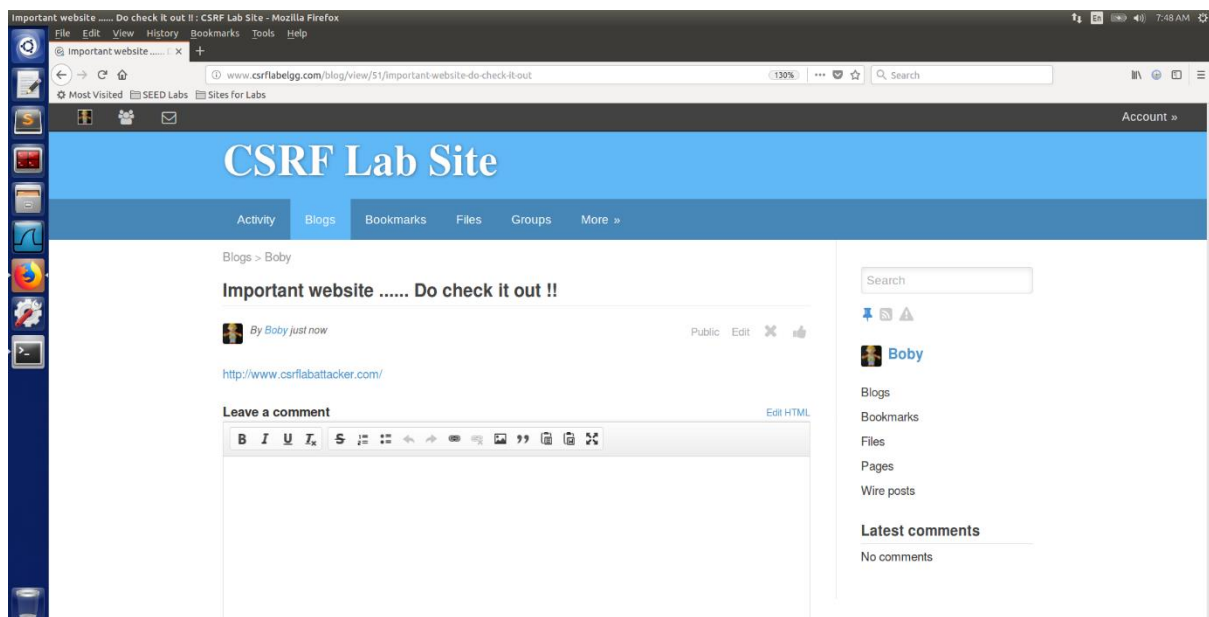 Important website ...... Do check it out !! : CSRF Lab Site - Mozilla Firefox
En
7:48 AM
File Edit View History Bookmarks Tools Help
Important website ......
www.csrflabelgg.com/blog/view/51/important-website-do-check-it-out
130%
Search
Most Visited SEED Labs Sites for Labs
Account »
CSRF Lab Site
Activity Blogs Bookmarks Files Groups More »
Blogs > Boby
Important website ...... Do check it out !!
By Boby just now
Public Edit
http://www.csrflabattacker.com/
Leave a comment
Edit HTML
B I U Ix S
Search
Boby
Blogs
Bookmarks
Files
Pages
Wire posts
Latest comments
No comments